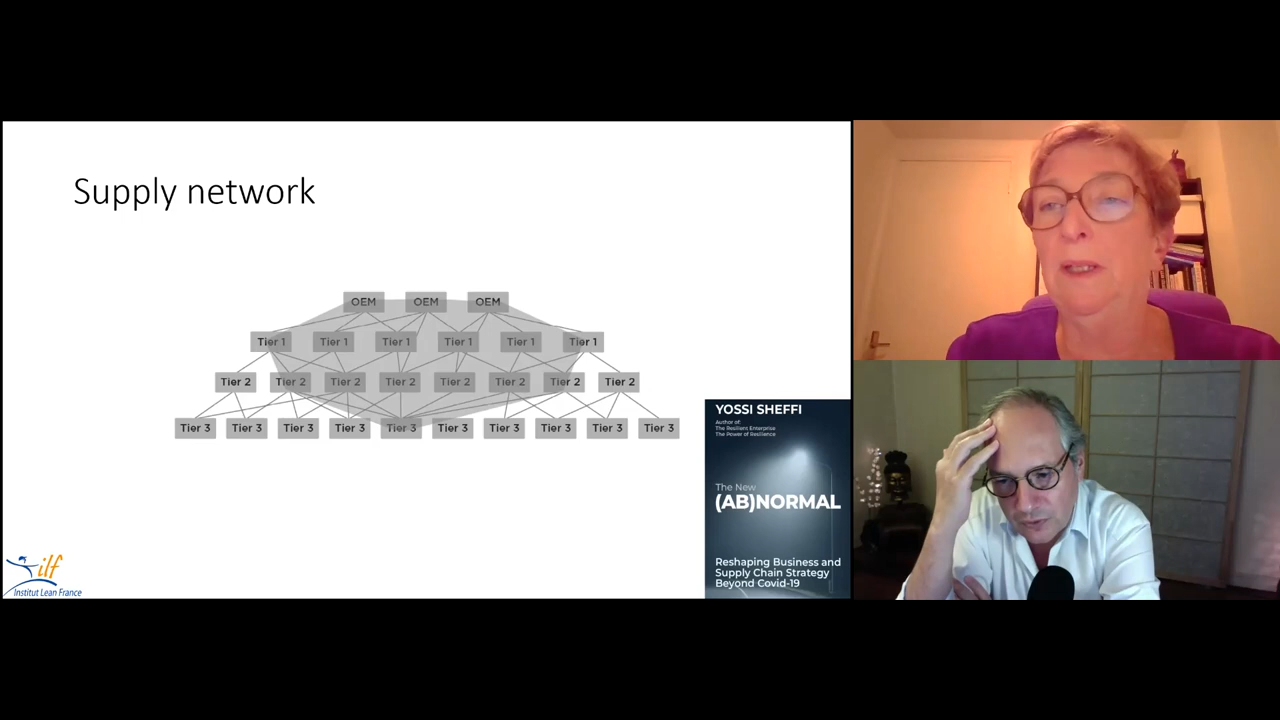 Supply network
OEM OEM OEM
Tier 1 Tier 1 Tier 1 Tier 1 Tier 1 Tier 1
Tier 2 Tier 2 Tier 2 Tier 2 Tier 2 Tier 2 Tier 2 Tier 2
Tier 3 Tier 3 Tier 3 Tier 3 Tier 3 Tier 3 Tier 3 Tier 3 Tier 3 Tier 3
YOSSI SHEFFI
Author of:
The Resilient Enterprise
The Power of Resilience
The New
(AB)NORMAL
Reshaping Business and
Supply Chain Strategy
Beyond Covid-19
ilf
Institut Lean France